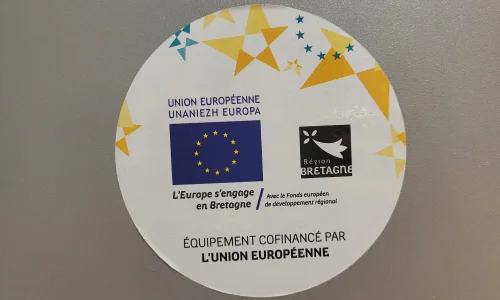 UNION EUROPÉENNE
UNANIEZH EUROPA
Région
BRETAGNE
L'Europe s'engage
en Bretagne
Avec le Fonds européen
de développement régional
ÉQUIPEMENT COFINANCÉ PAR
L'UNION EUROPÉENNE